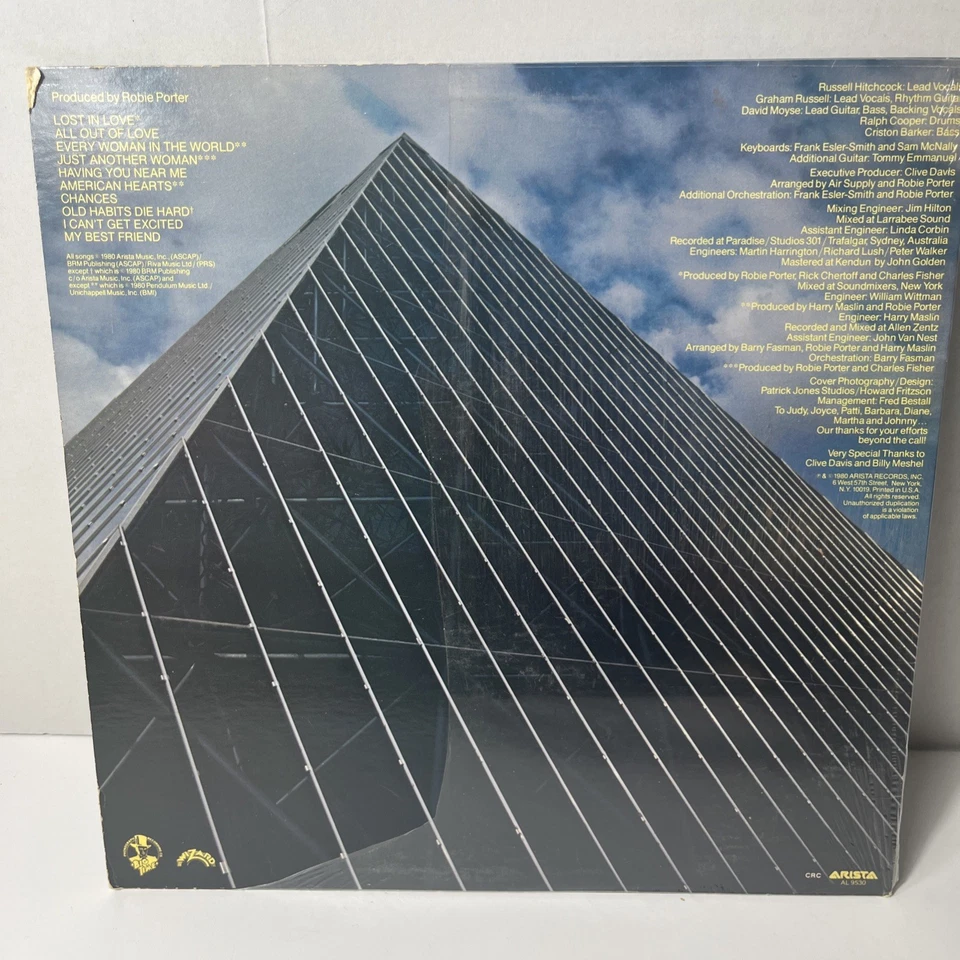 Produced by Robie Porter
LOST IN LOVE*
ALL OUT OF LOVE
EVERY WOMAN IN THE WORLD**
JUST ANOTHER WOMAN***
HAVING YOU NEAR ME
AMERICAN HEARTS**
CHANCES
OLD HABITS DIE HARD†
I CAN'T GET EXCITED
MY BEST FRIEND
All songs © 1980 Arista Music, Inc. (ASCAP)/
BRM Publishing (ASCAP)/Riva Music Ltd/(PRS)
except † which is © 1980 BRM Publishing
c/o Arista Music, Inc. (ASCAP) and
except ** which is © 1980 Pendulum Music Ltd./
Unichappell Music, Inc. (BMI)
Russell Hitchcock: Lead Vocals
Graham Russell: Lead Vocals, Rhythm Guitar
David Moyse: Lead Guitar, Bass, Backing Vocals
Ralph Cooper: Drums
Criston Barker: Bass
Keyboards: Frank Esler-Smith and Sam McNally
Additional Guitar: Tommy Emmanuel
Executive Producer: Clive Davis
Arranged by Air Supply and Robie Porter
Additional Orchestration: Frank Esler-Smith and Robie Porter
Mixing Engineer: Jim Hilton
Mixed at Larrabee Sound
Assistant Engineer: Linda Corbin
Recorded at Paradise/Studios 301/Trafalgar, Sydney, Australia
Engineers: Martin Harrington/Richard Lush/Peter Walker
Mastered at Kendun by John Golden
*Produced by Robie Porter, Rick Chertoff and Charles Fisher
Mixed at Soundmixers, New York
Engineer: William Wittman
**Produced by Harry Maslin and Robie Porter
Engineer: Harry Maslin
Recorded and Mixed at Allen Zentz
Assistant Engineer: John Van Nest
Arranged by Barry Fasman, Robie Porter and Harry Maslin
Orchestration: Barry Fasman
***Produced by Robie Porter and Charles Fisher
Cover Photography/Design:
Patrick Jones Studios/Howard Fritzson
Management: Fred Bestall
To Judy, Joyce, Patti, Barbara, Diane,
Martha and Johnny...
Our thanks for your efforts
beyond the call!
Very Special Thanks to
Clive Davis and Billy Meshel
℗ & © 1980 ARISTA RECORDS, INC.
6 West 57th Street, New York,
N.Y. 10019. Printed in U.S.A.
All rights reserved.
Unauthorized duplication
is a violation
of applicable laws.
BIG TIME
WIZARD
CRC ARISTA
AL 9530